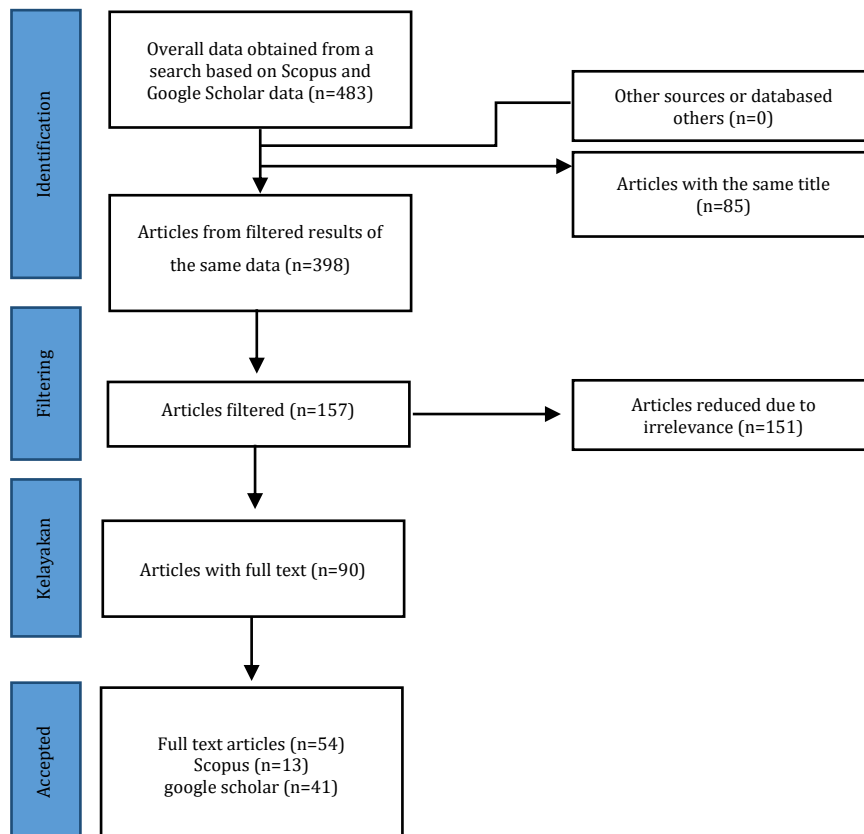 Identification
Overall data obtained from a
search based on Scopus and
Google Scholar data (n=483)
Other sources or databased
others (n=0)
Articles with the same title
(n=85)
Articles from filtered results of
the same data (n=398)
Filtering
Articles filtered (n=157)
Articles reduced due to
irrelevance (n=151)
Kelayakan
Articles with full text (n=90)
Accepted
Full text articles (n=54)
Scopus (n=13)
google scholar (n=41)